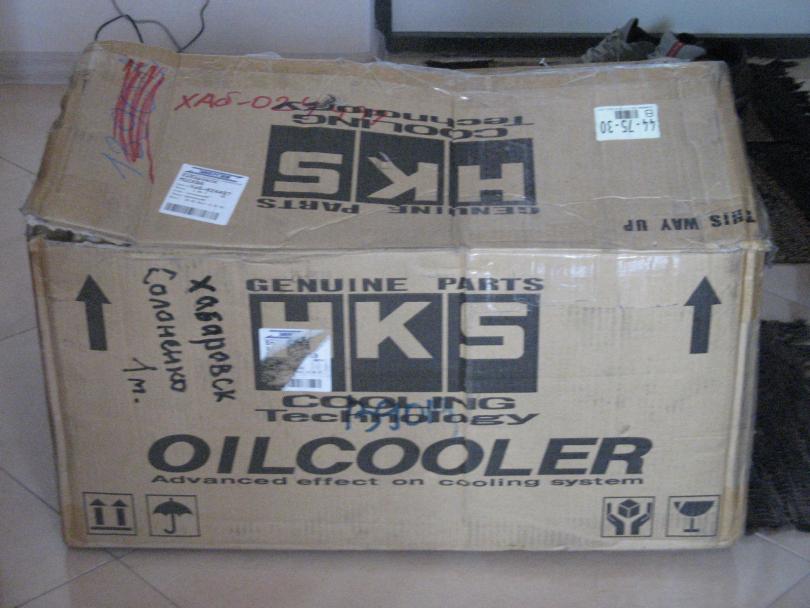 ХАб-024
Technology
COOLING
HKS
GENUINE PARTS
44-75-30
B
THIS WAY UP
GENUINE PARTS
HKS
COOLING
Technology
OILCOOLER
Advanced effect on cooling system
Хабаровск
Солоненко
1м.